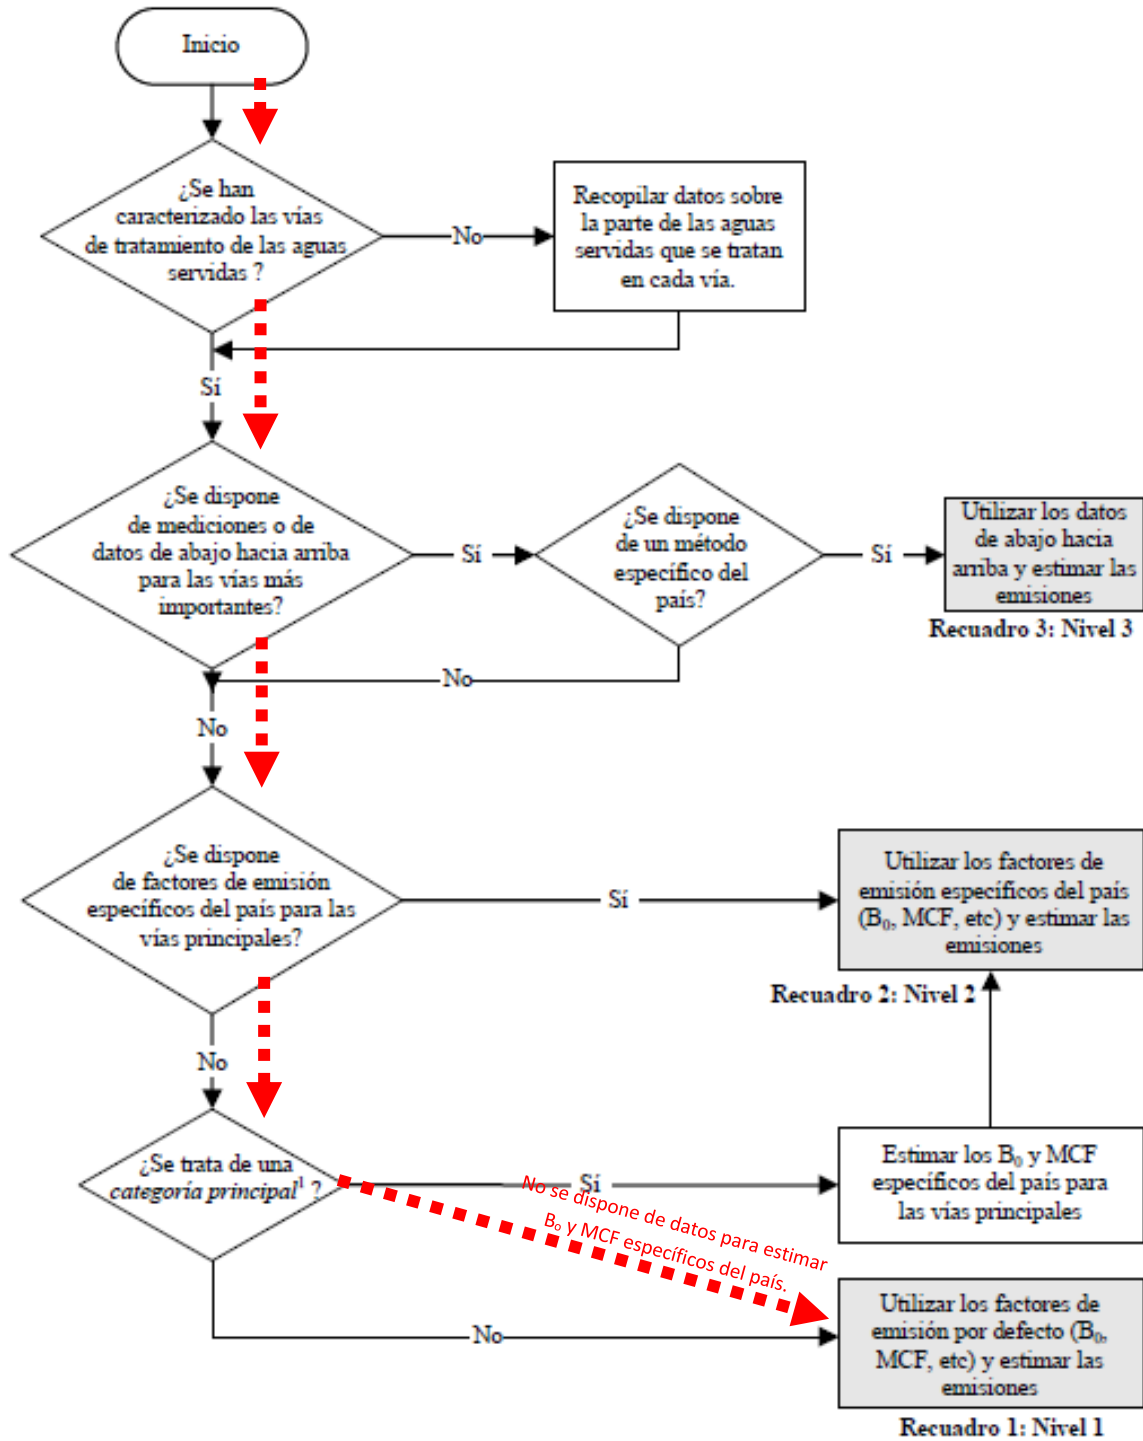 Inicio
¿Se han
caracterizado las vías
de tratamiento de las aguas
servidas ?
No
Recopilar datos sobre
la parte de las aguas
servidas que se tratan
en cada vía.
Sí
¿Se dispone
de mediciones o de
datos de abajo hacia arriba
para las vías más
importantes?
Sí
¿Se dispone
de un método
específico del
país?
Sí
Utilizar los datos
de abajo hacia
arriba y estimar las
emisiones
Recuadro 3: Nivel 3
No
No
¿Se dispone
de factores de emisión
específicos del país para las
vías principales?
Sí
Utilizar los factores de
emisión específicos del país
(B₀, MCF, etc) y estimar las
emisiones
Recuadro 2: Nivel 2
No
¿Se trata de una
categoría principal¹ ?
Sí
Estimar los B₀ y MCF
específicos del país para
las vías principales
No se dispone de datos para estimar
B₀ y MCF específicos del país.
No
Utilizar los factores de
emisión por defecto (B₀,
MCF, etc) y estimar las
emisiones
Recuadro 1: Nivel 1